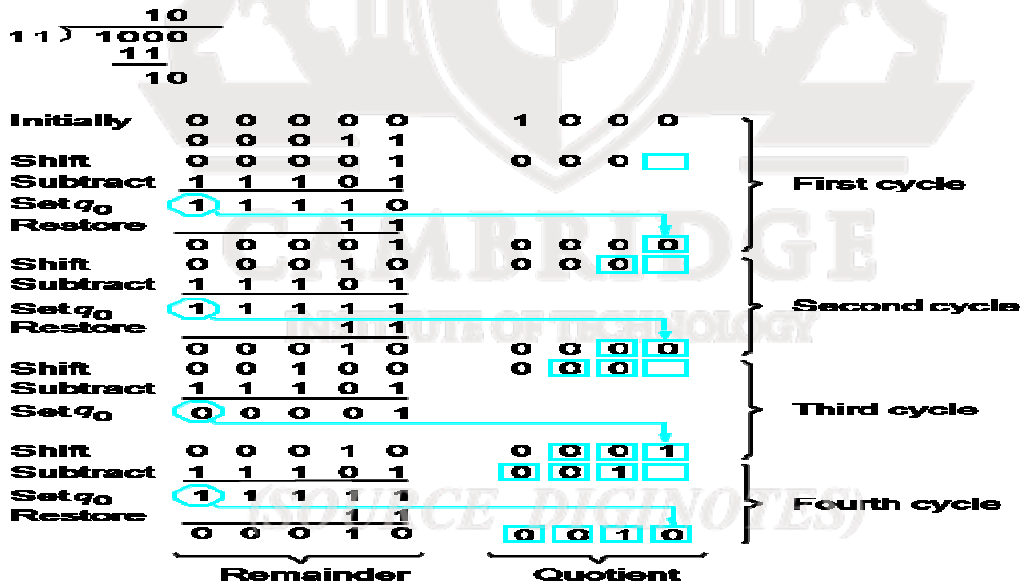 10
11 ) 1000
11
10
Initially 0 0 0 0 0 1 0 0 0
0 0 0 1 1
Shift 0 0 0 0 1 0 0 0
Subtract 1 1 1 0 1
Set q0 1 1 1 1 0
Restore 1 1
0 0 0 0 1 0 0 0 0
First cycle
Shift 0 0 0 1 0 0 0 0
Subtract 1 1 1 0 1
Set q0 1 1 1 1 1
Restore 1 1
0 0 0 1 0 0 0 0 0
Second cycle
Shift 0 0 1 0 0 0 0 0
Subtract 1 1 1 0 1
Set q0 0 0 0 0 1
Third cycle
Shift 0 0 0 1 0 0 0 0 1
Subtract 1 1 1 0 1 0 0 1
Set q0 1 1 1 1 1
Restore 1 1
0 0 0 1 0 0 0 1 0
Fourth cycle
Remainder Quotient
CAMBRIDGE
INSTITUTE OF TECHNOLOGY
(SOURCE DIGINOTES)